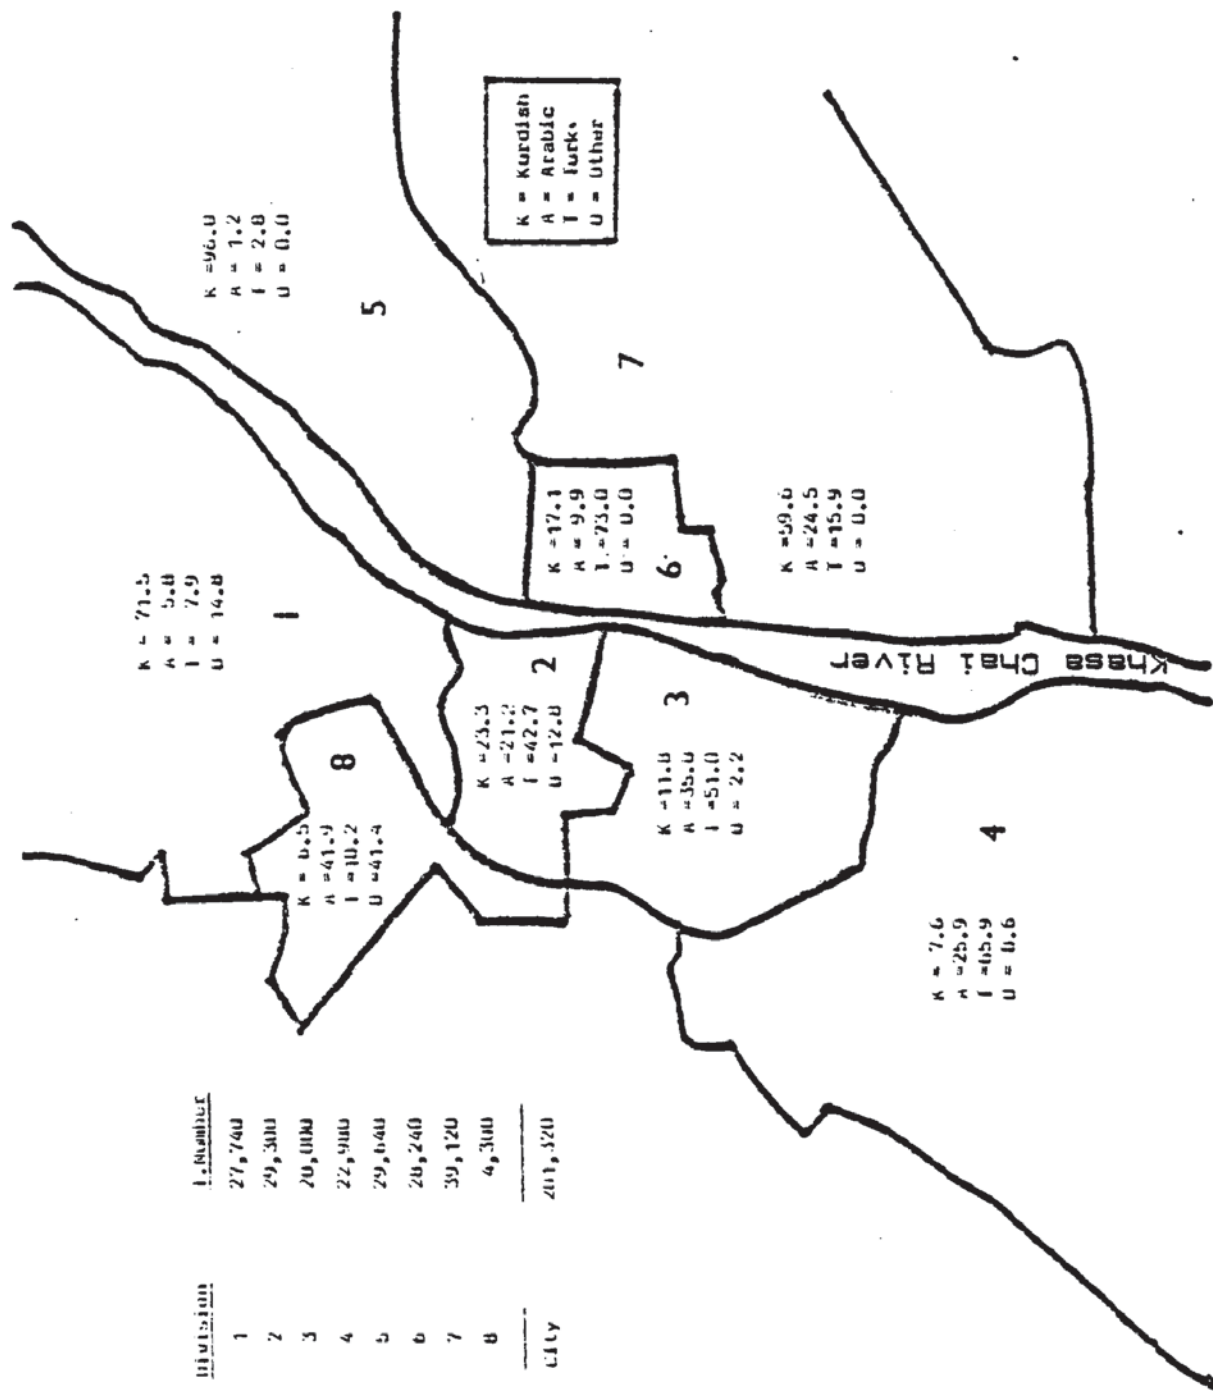 Division T.Number
1 27,740
2 29,300
3 20,000
4 22,980
5 29,640
6 28,240
7 39,120
8 4,300
City 201,320
K = 71.5
A = 5.8
T = 7.9
O = 14.8
1
K =96.0
A = 1.2
T = 2.8
O = 0.0
5
8
K = 6.5
A =41.9
T =10.2
O =41.4
2
K =23.3
A =21.2
T =42.7
O =12.8
K =17.1
A = 9.9
T =73.0
O = 0.0
6
K = Kurdish
A = Arabic
T = Turks
O = Other
7
3
K =11.8
A =35.0
T =51.0
O = 2.2
K =59.6
A =24.5
T =15.9
O = 0.0
Khasa Chai River
4
K = 7.6
A =25.9
T =65.9
O = 0.6